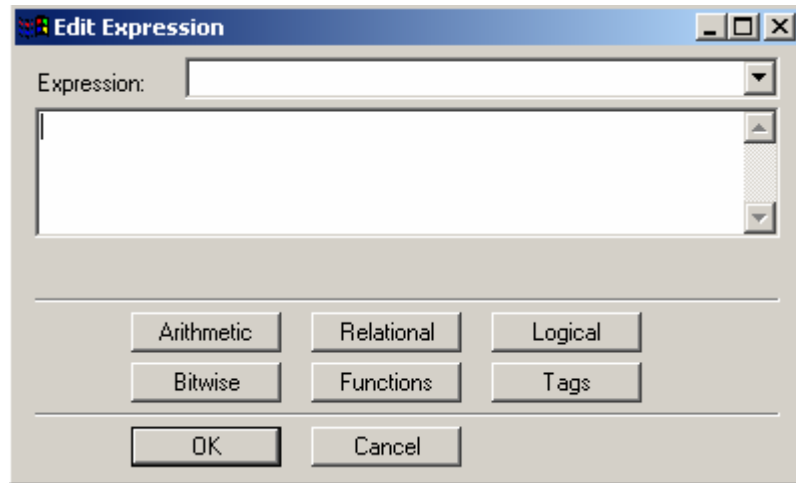 Edit Expression
Expression:
Arithmetic Relational Logical
Bitwise Functions Tags
OK Cancel